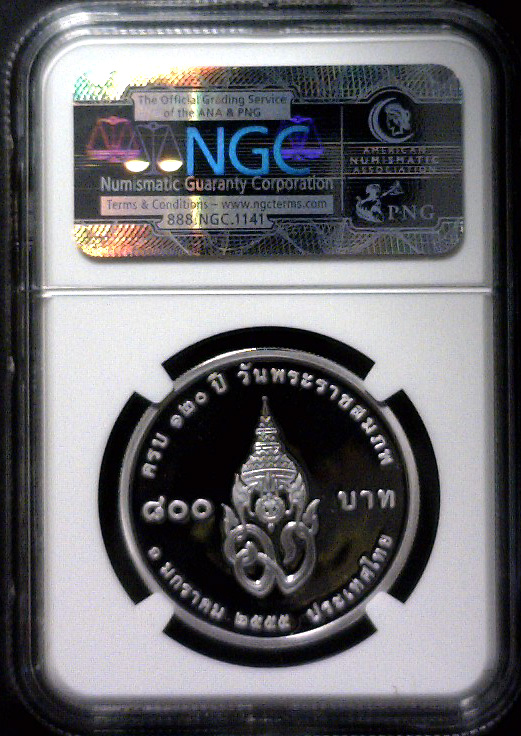 The Official Grading Service
of the ANA & PNG
NGC
Numismatic Guaranty Corporation
Terms & Conditions – www.ngcterms.com
888.NGC.1141
AMERICAN
NUMISMATIC
ASSOCIATION
PNG
ครบ ๑๒๐ ปี วันพระราชสมภพ
๘๐๐ บาท
๑ มกราคม ๒๕๕๕ ประเทศไทย